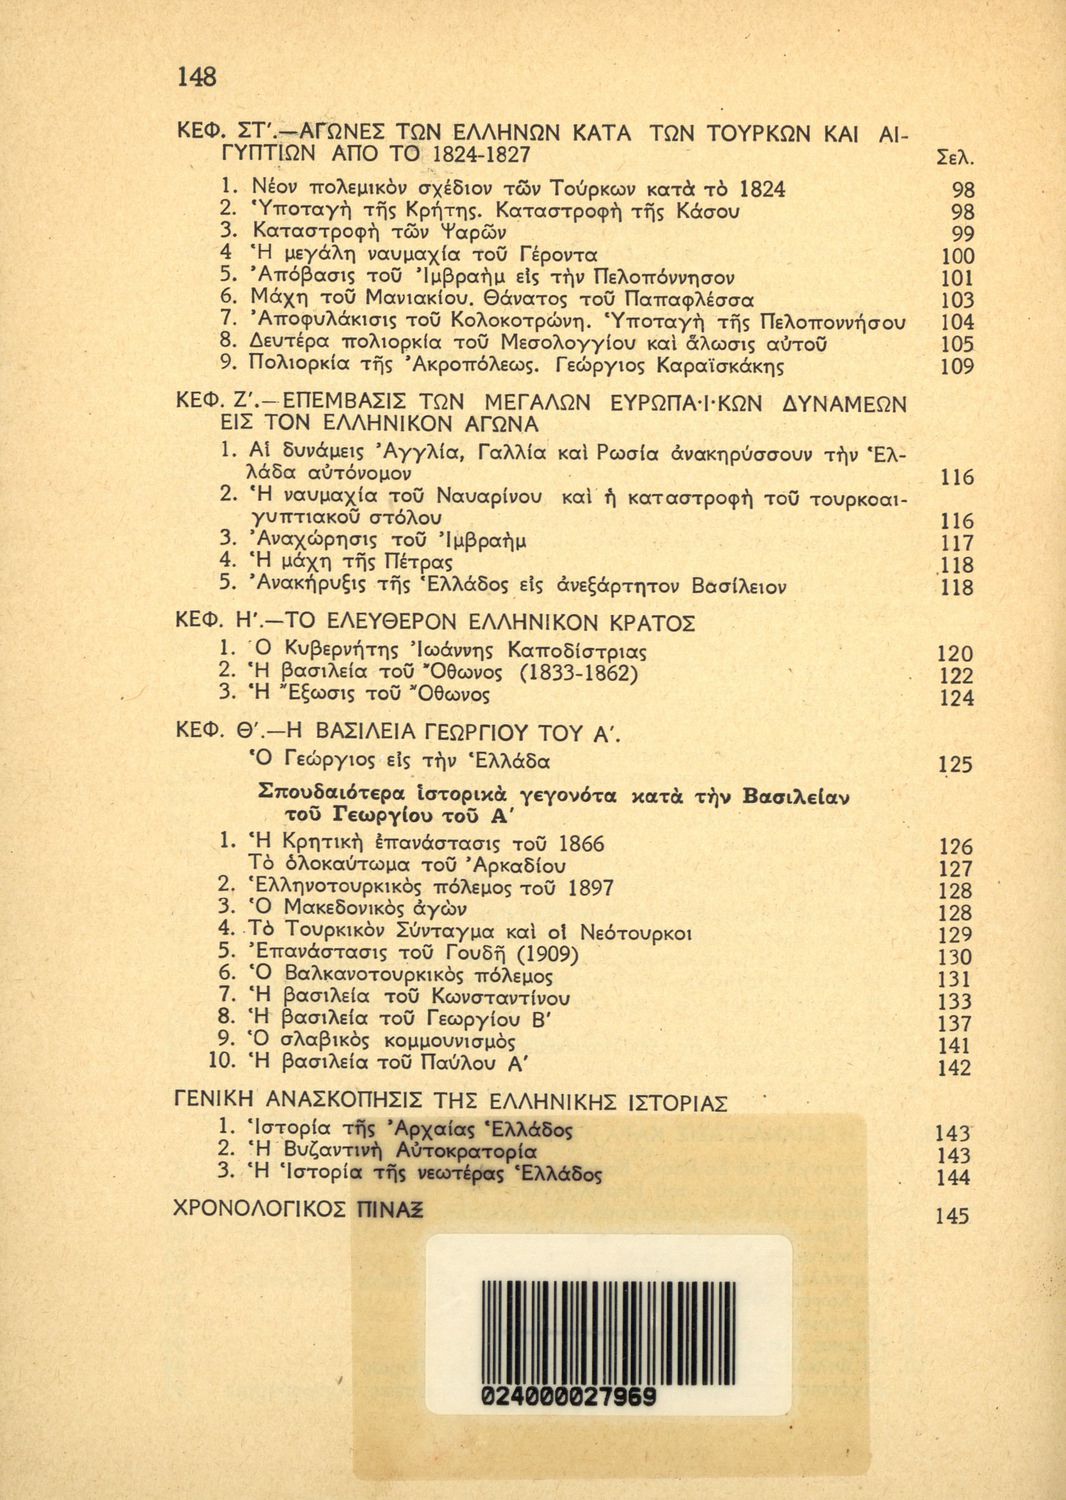 148
ΚΕΦ. ΣΤ'.—ΑΓΩΝΕΣ ΤΩΝ ΕΛΛΗΝΩΝ ΚΑΤΑ ΤΩΝ ΤΟΥΡΚΩΝ ΚΑΙ ΑΙ-
ΓΥΠΤΙΩΝ ΑΠΟ ΤΟ 1824-1827 Σελ.
1. Νέον πολεμικὸν σχέδιον τῶν Τούρκων κατὰ τὸ 1824 98
2. Ὑποταγὴ τῆς Κρήτης. Καταστροφὴ τῆς Κάσου 98
3. Καταστροφὴ τῶν Ψαρῶν 99
4 Ἡ μεγάλη ναυμαχία τοῦ Γέροντα 100
5. Ἀπόβασις τοῦ Ἰμβραὴμ εἰς τὴν Πελοπόννησον 101
6. Μάχη τοῦ Μανιακίου. Θάνατος τοῦ Παπαφλέσσα 103
7. Ἀποφυλάκισις τοῦ Κολοκοτρώνη. Ὑποταγὴ τῆς Πελοποννήσου 104
8. Δευτέρα πολιορκία τοῦ Μεσολογγίου καὶ ἅλωσις αὐτοῦ 105
9. Πολιορκία τῆς Ἀκροπόλεως. Γεώργιος Καραϊσκάκης 109
ΚΕΦ. Ζ'.—ΕΠΕΜΒΑΣΙΣ ΤΩΝ ΜΕΓΑΛΩΝ ΕΥΡΩΠΑ·Ι·ΚΩΝ ΔΥΝΑΜΕΩΝ
ΕΙΣ ΤΟΝ ΕΛΛΗΝΙΚΟΝ ΑΓΩΝΑ
1. Αἱ δυνάμεις Ἀγγλία, Γαλλία καὶ Ρωσία ἀνακηρύσσουν τὴν Ἑλ-
λάδα αὐτόνομον 116
2. Ἡ ναυμαχία τοῦ Ναυαρίνου καὶ ἡ καταστροφὴ τοῦ τουρκοαι-
γυπτιακοῦ στόλου 116
3. Ἀναχώρησις τοῦ Ἰμβραὴμ 117
4. Ἡ μάχη τῆς Πέτρας 118
5. Ἀνακήρυξις τῆς Ἑλλάδος εἰς ἀνεξάρτητον Βασίλειον 118
ΚΕΦ. Η'.—ΤΟ ΕΛΕΥΘΕΡΟΝ ΕΛΛΗΝΙΚΟΝ ΚΡΑΤΟΣ
1. Ὁ Κυβερνήτης Ἰωάννης Καποδίστριας 120
2. Ἡ βασιλεία τοῦ Ὄθωνος (1833-1862) 122
3. Ἡ Ἔξωσις τοῦ Ὄθωνος 124
ΚΕΦ. Θ'.—Η ΒΑΣΙΛΕΙΑ ΓΕΩΡΓΙΟΥ ΤΟΥ Α'.
Ὁ Γεώργιος εἰς τὴν Ἑλλάδα 125
Σπουδαιότερα ἱστορικὰ γεγονότα κατὰ τὴν Βασιλείαν
τοῦ Γεωργίου τοῦ Α'
1. Ἡ Κρητικὴ ἐπανάστασις τοῦ 1866 126
Τὸ ὁλοκαύτωμα τοῦ Ἀρκαδίου 127
2. Ἑλληνοτουρκικὸς πόλεμος τοῦ 1897 128
3. Ὁ Μακεδονικὸς ἀγὼν 128
4. Τὸ Τουρκικὸν Σύνταγμα καὶ οἱ Νεότουρκοι 129
5. Ἐπανάστασις τοῦ Γουδῆ (1909) 130
6. Ὁ Βαλκανοτουρκικὸς πόλεμος 131
7. Ἡ βασιλεία τοῦ Κωνσταντίνου 133
8. Ἡ βασιλεία τοῦ Γεωργίου Β' 137
9. Ὁ σλαβικὸς κομμουνισμὸς 141
10. Ἡ βασιλεία τοῦ Παύλου Α' 142
ΓΕΝΙΚΗ ΑΝΑΣΚΟΠΗΣΙΣ ΤΗΣ ΕΛΛΗΝΙΚΗΣ ΙΣΤΟΡΙΑΣ
1. Ἱστορία τῆς Ἀρχαίας Ἑλλάδος 143
2. Ἡ Βυζαντινὴ Αὐτοκρατορία 143
3. Ἡ Ἱστορία τῆς νεωτέρας Ἑλλάδος 144
ΧΡΟΝΟΛΟΓΙΚΟΣ ΠΙΝΑΞ 145
024000027969